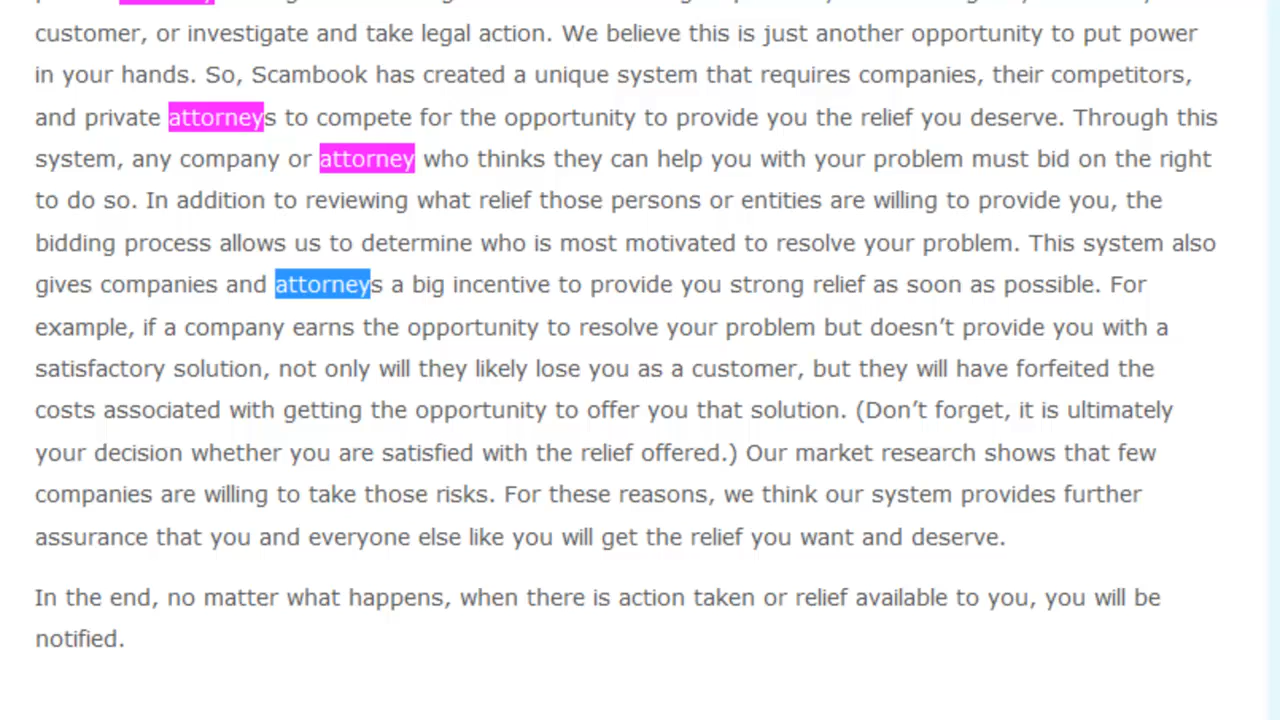 customer, or investigate and take legal action. We believe this is just another opportunity to put power
in your hands. So, Scambook has created a unique system that requires companies, their competitors,
and private attorneys to compete for the opportunity to provide you the relief you deserve. Through this
system, any company or attorney who thinks they can help you with your problem must bid on the right
to do so. In addition to reviewing what relief those persons or entities are willing to provide you, the
bidding process allows us to determine who is most motivated to resolve your problem. This system also
gives companies and attorneys a big incentive to provide you strong relief as soon as possible. For
example, if a company earns the opportunity to resolve your problem but doesn’t provide you with a
satisfactory solution, not only will they likely lose you as a customer, but they will have forfeited the
costs associated with getting the opportunity to offer you that solution. (Don’t forget, it is ultimately
your decision whether you are satisfied with the relief offered.) Our market research shows that few
companies are willing to take those risks. For these reasons, we think our system provides further
assurance that you and everyone else like you will get the relief you want and deserve.
In the end, no matter what happens, when there is action taken or relief available to you, you will be
notified.